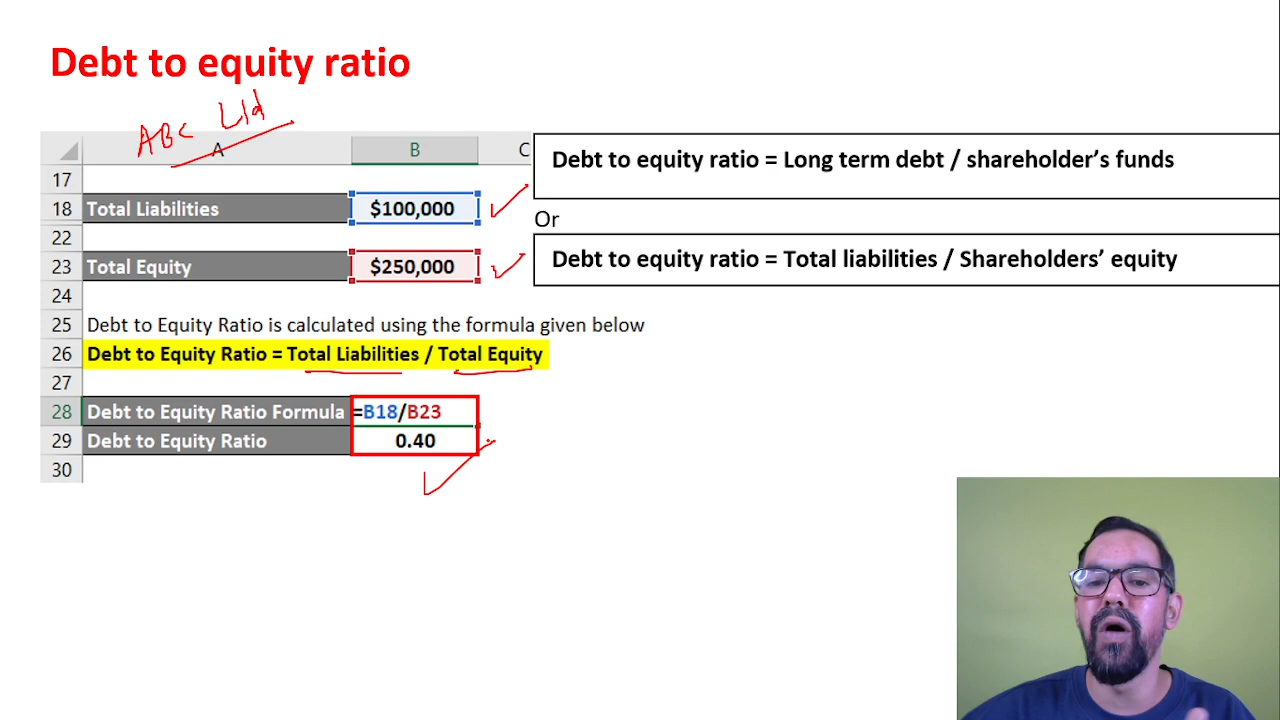 Debt to equity ratio
ABC Ltd
A B C
17
18 Total Liabilities $100,000
22
23 Total Equity $250,000
24
25 Debt to Equity Ratio is calculated using the formula given below
26 Debt to Equity Ratio = Total Liabilities / Total Equity
27
28 Debt to Equity Ratio Formula =B18/B23
29 Debt to Equity Ratio 0.40
30
Debt to equity ratio = Long term debt / shareholder’s funds
Or
Debt to equity ratio = Total liabilities / Shareholders’ equity